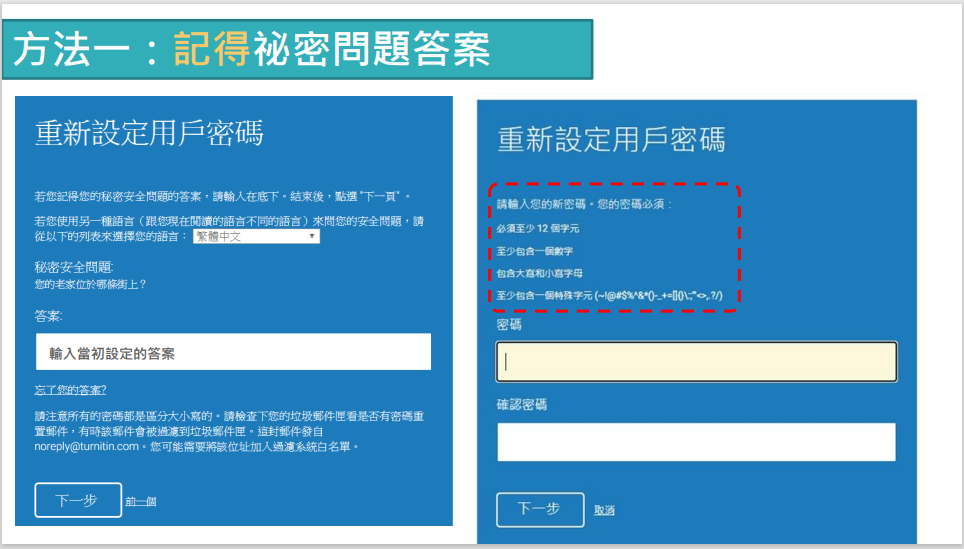 方法一：記得祕密問題答案
重新設定用戶密碼
若您記得您的秘密安全問題的答案，請輸入在底下。結束後，點選 "下一頁" 。
若您使用另一種語言（跟您現在閱讀的語言不同的語言）來問您的安全問題，請
從以下的列表來選擇您的語言： 繁體中文
秘密安全問題:
您的老家位於哪條街上？
答案:
輸入當初設定的答案
忘了您的答案?
請注意所有的密碼都是區分大小寫的。請檢查下您的垃圾郵件匣看是否有密碼重
置郵件，有時該郵件會被過濾到垃圾郵件匣。這封郵件發自
noreply@turnitin.com。您可能需要將該位址加入過濾系統白名單。
下一步 前一個
重新設定用戶密碼
請輸入您的新密碼。您的密碼必須：
必須至少 12 個字元
至少包含一個數字
包含大寫和小寫字母
至少包含一個特殊字元 (~!@#$%^&*()-_+=[]{}\:;'"<>,.?/)
密碼
確認密碼
下一步 取消